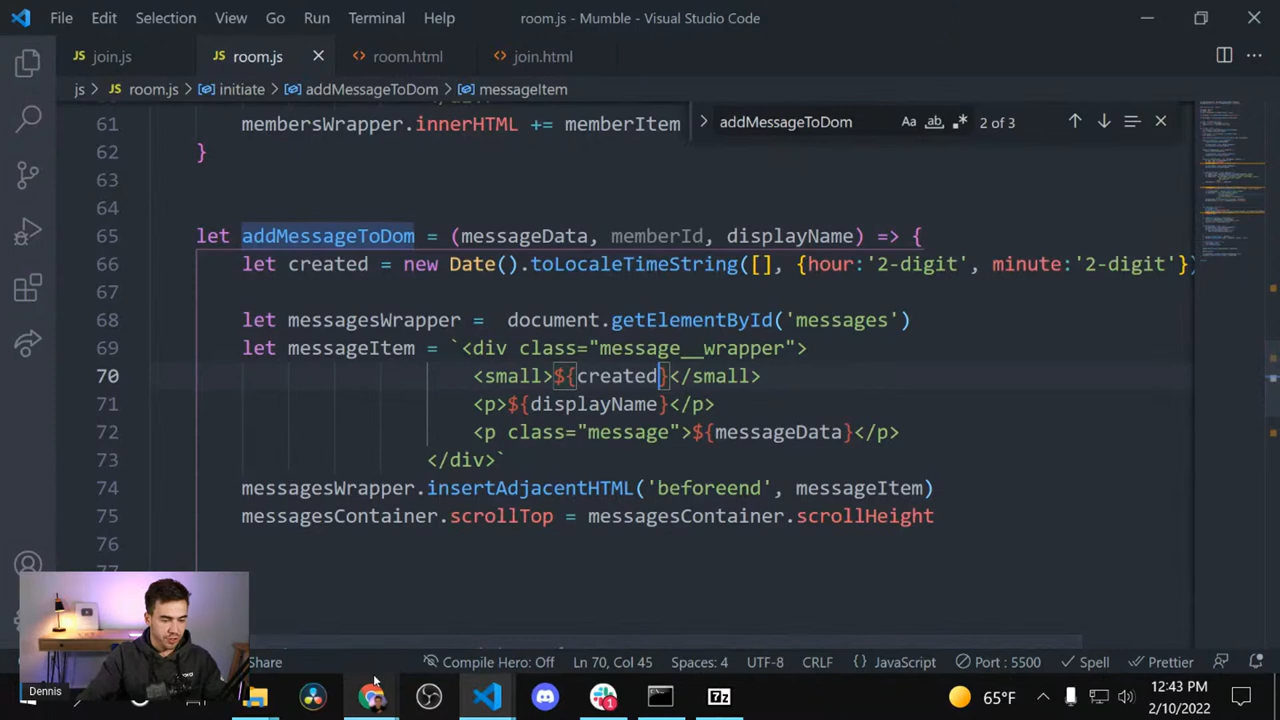 File Edit Selection View Go Run Terminal Help room.js - Mumble - Visual Studio Code
JS join.js JS room.js <> room.html <> join.html
js > JS room.js > initiate > addMessageToDom > messageItem
addMessageToDom Aa ab 2 of 3
61 membersWrapper.innerHTML += memberItem
62 }
63
64
65 let addMessageToDom = (messageData, memberId, displayName) => {
66 let created = new Date().toLocaleTimeString([], {hour:'2-digit', minute:'2-digit'})
67
68 let messagesWrapper = document.getElementById('messages')
69 let messageItem = `<div class="message__wrapper">
70 <small>${created}</small>
71 <p>${displayName}</p>
72 <p class="message">${messageData}</p>
73 </div>`
74 messagesWrapper.insertAdjacentHTML('beforeend', messageItem)
75 messagesContainer.scrollTop = messagesContainer.scrollHeight
76
Share Compile Hero: Off Ln 70, Col 45 Spaces: 4 UTF-8 CRLF {} JavaScript Port : 5500 Spell Prettier
Dennis 1 7z 65°F 12:43 PM
2/10/2022